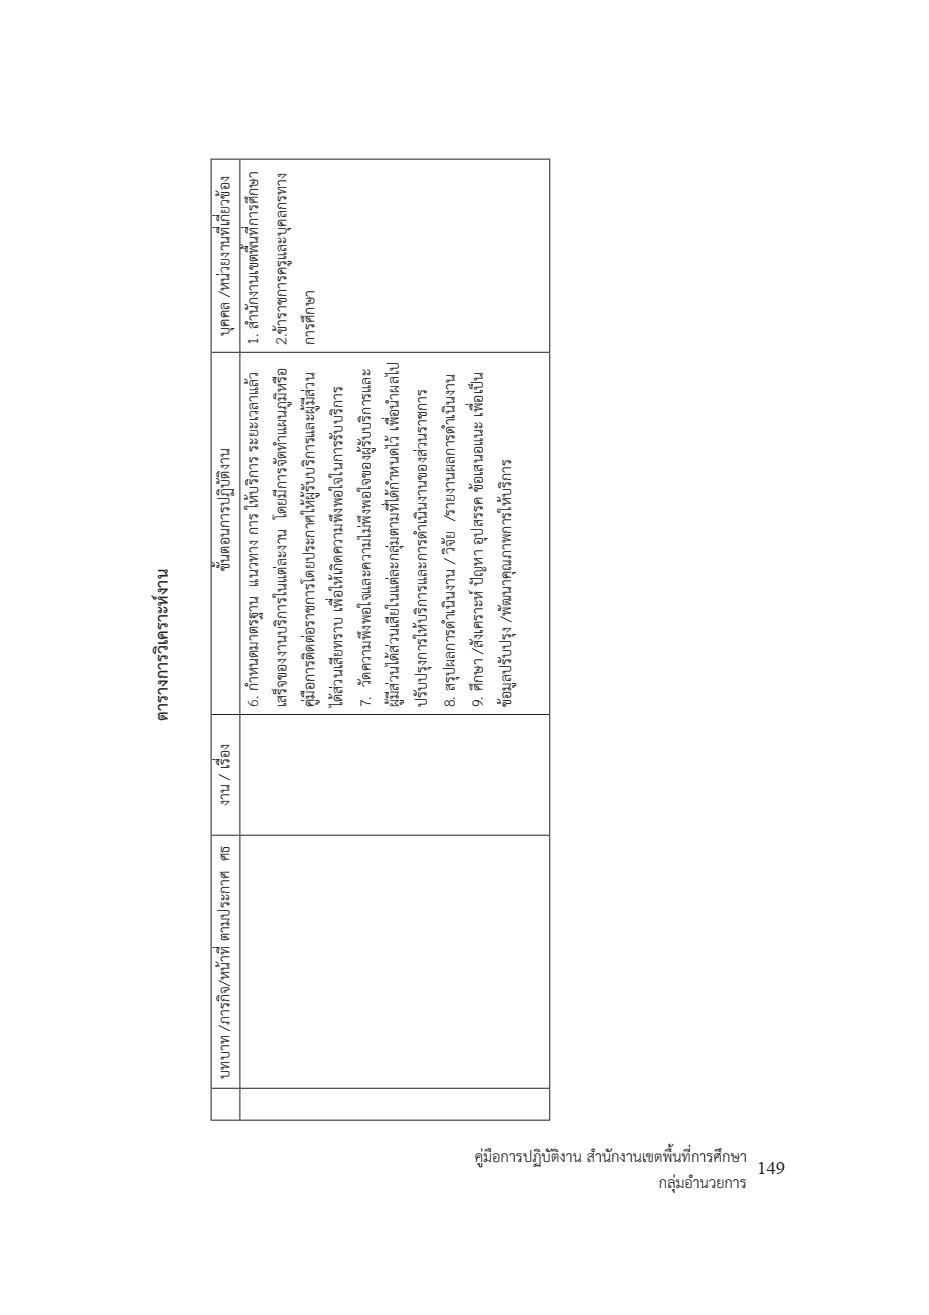 ตารางการวิเคราะห์งาน
บทบาท /ภารกิจ/หน้าที่ ตามประกาศ ศธ
งาน / เรื่อง
ขั้นตอนการปฏิบัติงาน
บุคคล /หน่วยงานที่เกี่ยวข้อง
6. กำหนดมาตรฐาน แนวทาง การ ให้บริการ ระยะเวลาแล้ว
เสร็จของงานบริการในแต่ละงาน โดยมีการจัดทำแผนภูมิหรือ
คู่มือการติดต่อราชการโดยประกาศให้ผู้รับบริการและผู้มีส่วน
ได้ส่วนเสียทราบ เพื่อให้เกิดความพึงพอใจในการรับบริการ
7. วัดความพึงพอใจและความไม่พึงพอใจของผู้รับบริการและ
ผู้มีส่วนได้ส่วนเสียในแต่ละกลุ่มตามที่ได้กำหนดไว้ เพื่อนำผลไป
ปรับปรุงการให้บริการและการดำเนินงานของส่วนราชการ
8. สรุปผลการดำเนินงาน / วิจัย /รายงานผลการดำเนินงาน
9. ศึกษา /สังเคราะห์ ปัญหา อุปสรรค ข้อเสนอแนะ เพื่อเป็น
ข้อมูลปรับปรุง /พัฒนาคุณภาพการให้บริการ
1. สำนักงานเขตพื้นที่การศึกษา
2.ข้าราชการครูและบุคลกรทาง
การศึกษา
คู่มือการปฏิบัติงาน สำนักงานเขตพื้นที่การศึกษา
กลุ่มอำนวยการ
149